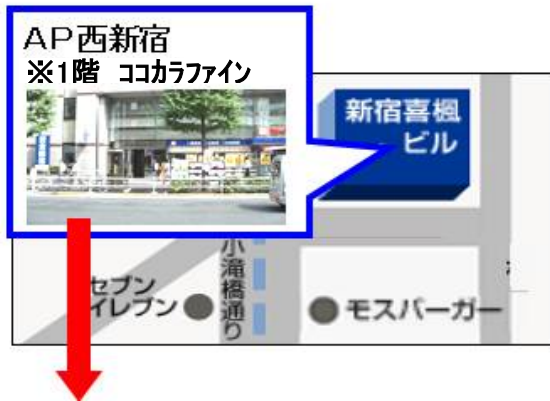 AP西新宿
※1階 ココカラファイン
新宿喜楓
ビル
小滝橋通り
セブン
イレブン
モスバーガー